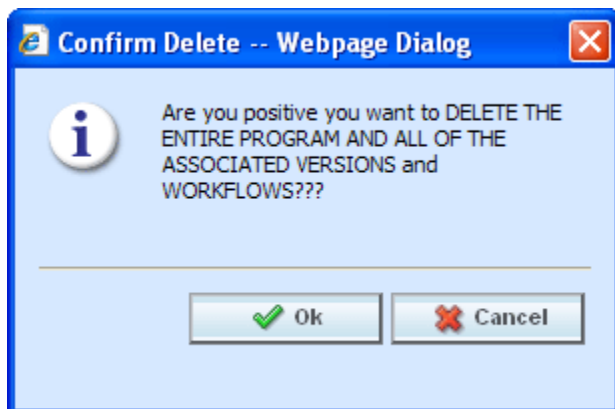 Confirm Delete -- Webpage Dialog
Are you positive you want to DELETE THE
ENTIRE PROGRAM AND ALL OF THE
ASSOCIATED VERSIONS and
WORKFLOWS???
Ok
Cancel